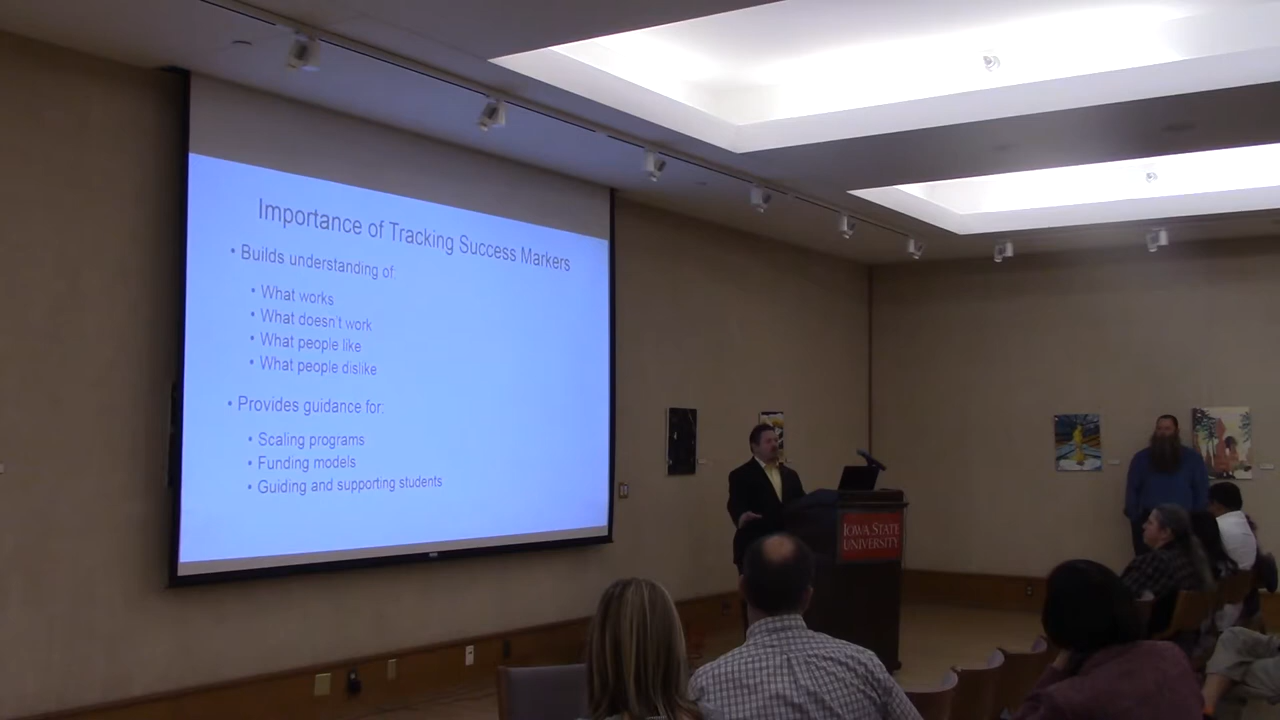 Importance of Tracking Success Markers
• Builds understanding of:
• What works
• What doesn't work
• What people like
• What people dislike
• Provides guidance for:
• Scaling programs
• Funding models
• Guiding and supporting students
IOWA STATE
UNIVERSITY